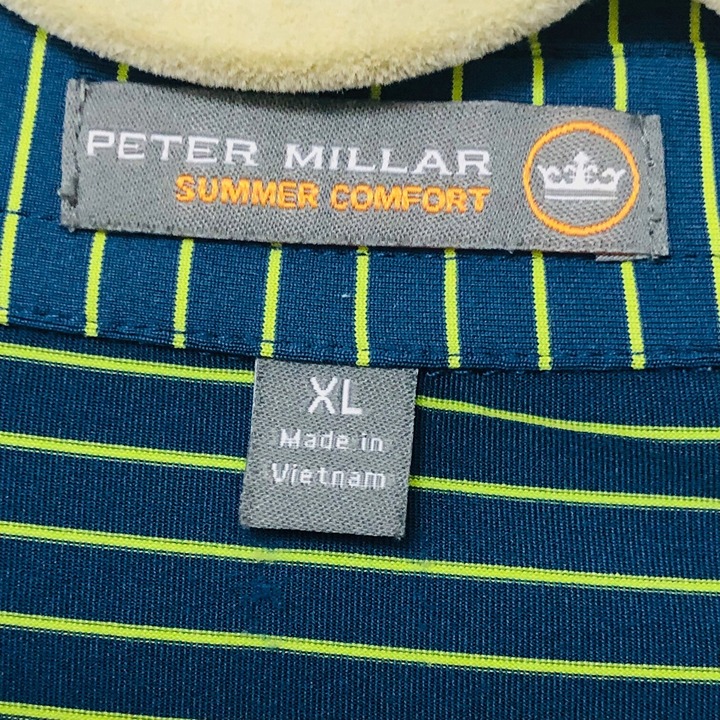 PETER MILLAR
SUMMER COMFORT
XL
Made in
Vietnam